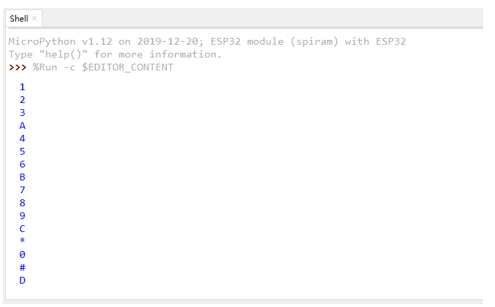 Shell ×
MicroPython v1.12 on 2019-12-20; ESP32 module (spiram) with ESP32
Type "help()" for more information.
>>> %Run -c $EDITOR_CONTENT
1
2
3
A
4
5
6
B
7
8
9
C
*
0
#
D